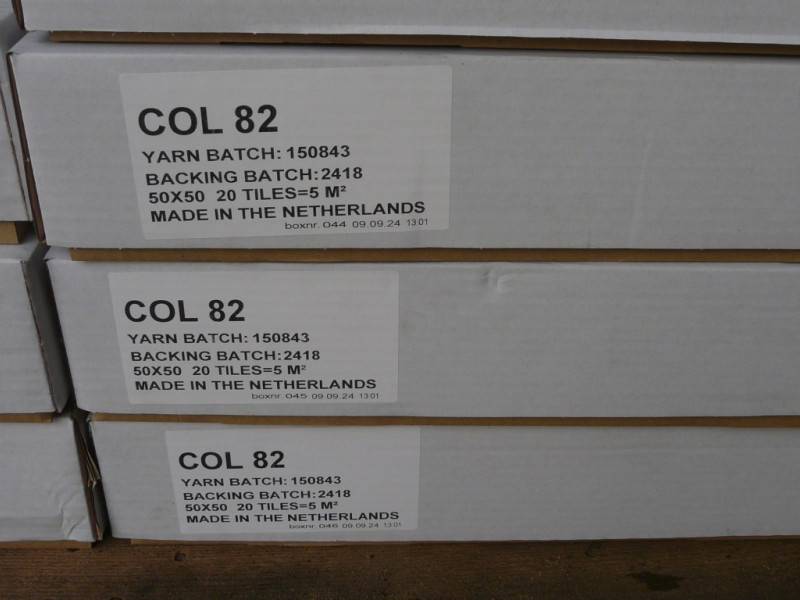 COL 82
YARN BATCH: 150843
BACKING BATCH:2418
50X50 20 TILES=5 M²
MADE IN THE NETHERLANDS
boxnr. 044 09.09.24 13:01
COL 82
YARN BATCH: 150843
BACKING BATCH:2418
50X50 20 TILES=5 M²
MADE IN THE NETHERLANDS
boxnr. 045 09.09.24 13:01
COL 82
YARN BATCH: 150843
BACKING BATCH:2418
50X50 20 TILES=5 M²
MADE IN THE NETHERLANDS
boxnr. 046 09.09.24 13:01